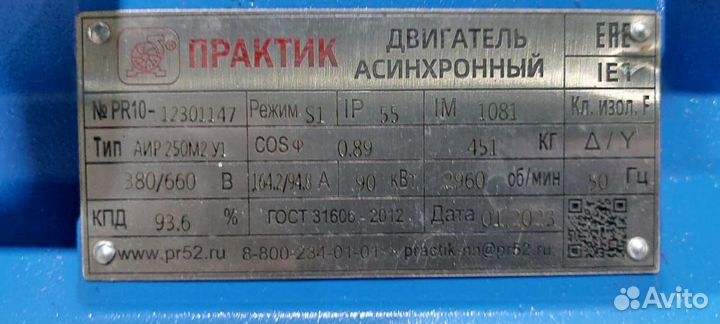 ПРАКТИК ДВИГАТЕЛЬ АСИНХРОННЫЙ EAC
IE1
№ PR10-12301147 Режим S1 IP 55 IM 1081 Кл. изол. F
Тип АИР 250М2 У1 COS φ 0.89 451 КГ Δ / Y
380/660 В 164.2/94.8 А 90 кВт 2960 об/мин 50 Гц
КПД 93.6 % ГОСТ 31606-2012 Дата 01.2023
www.pr52.ru 8-800-234-01-01 practik-nn@pr52.ru
Avito